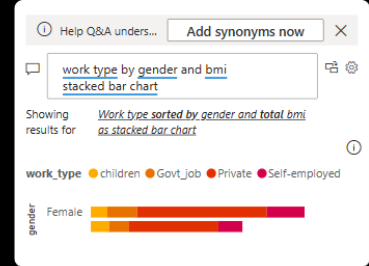 Help Q&A unders... Add synonyms now
work type by gender and bmi
stacked bar chart
Showing results for
Work type sorted by gender and total bmi
as stacked bar chart
work_type children Govt_job Private Self-employed
gender
Female